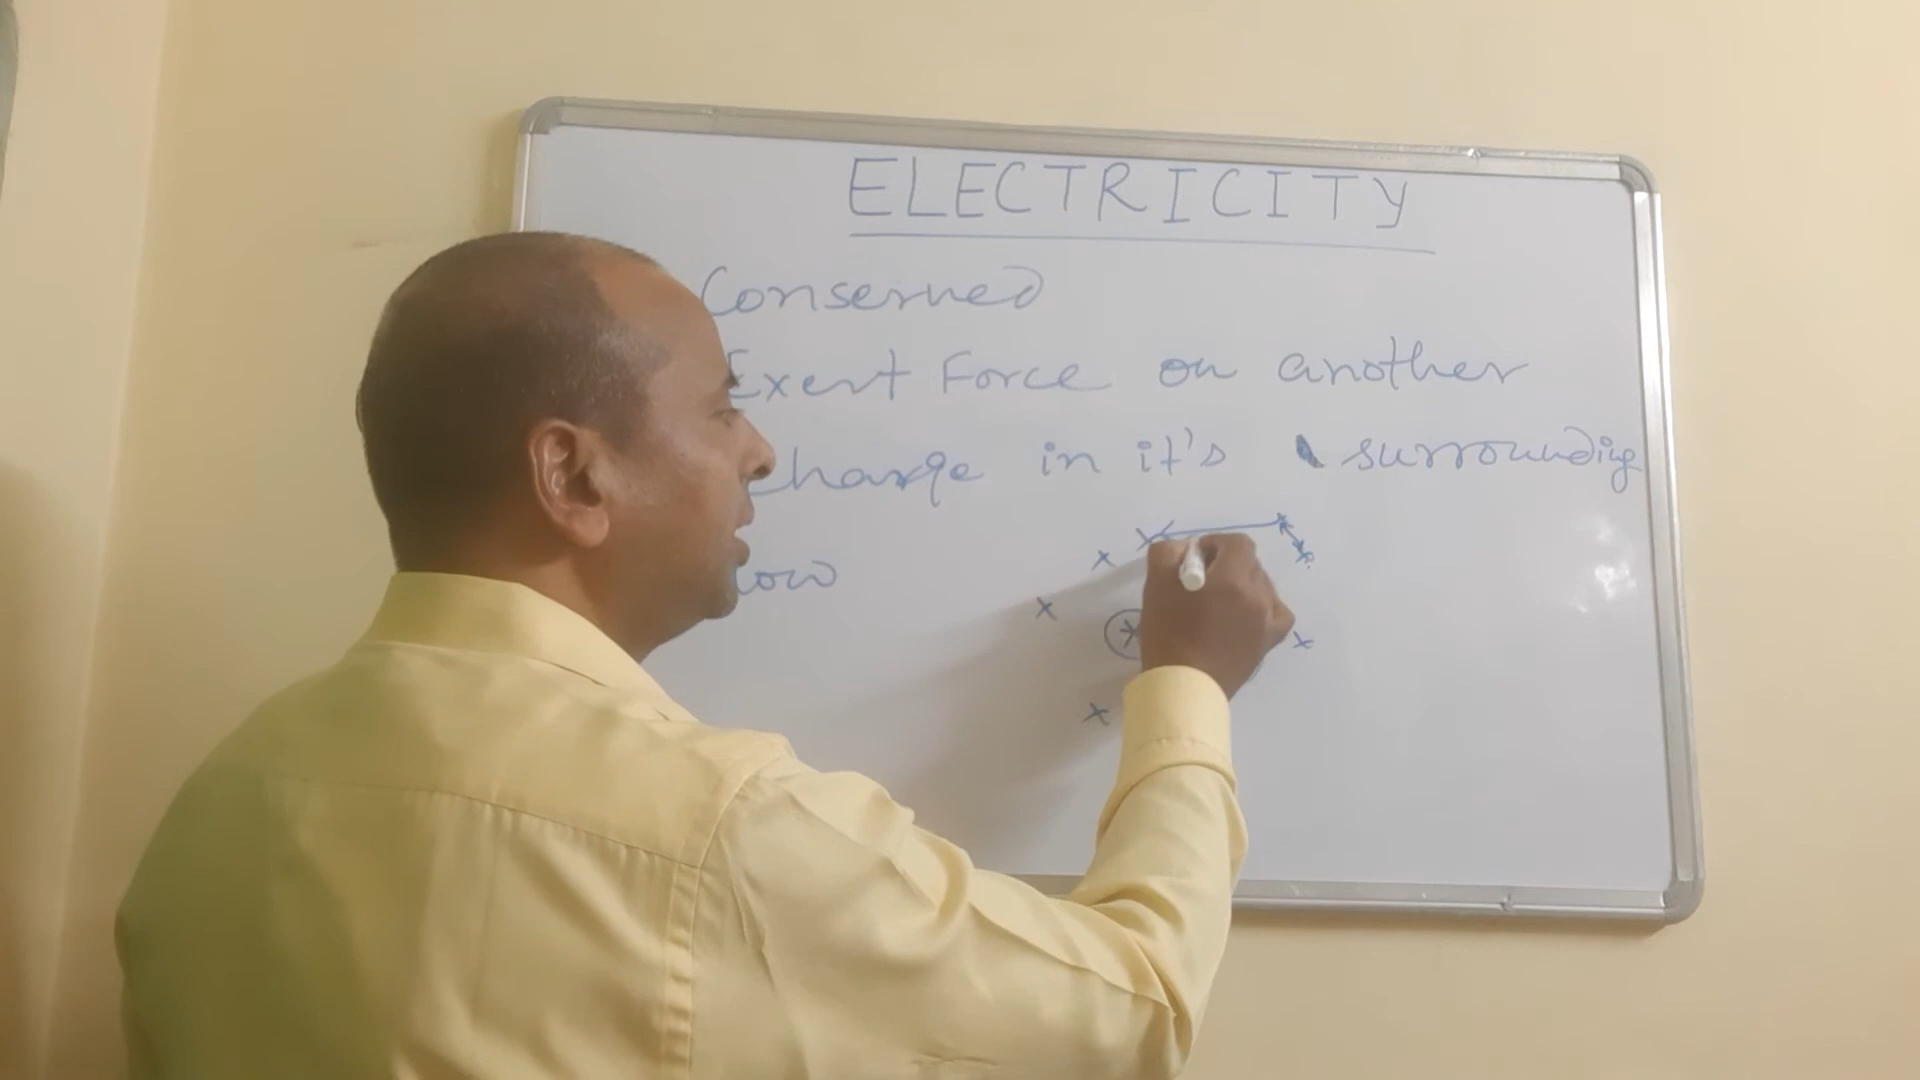 ELECTRICITY
Conserved
Exert Force on another
charge in it's surrounding